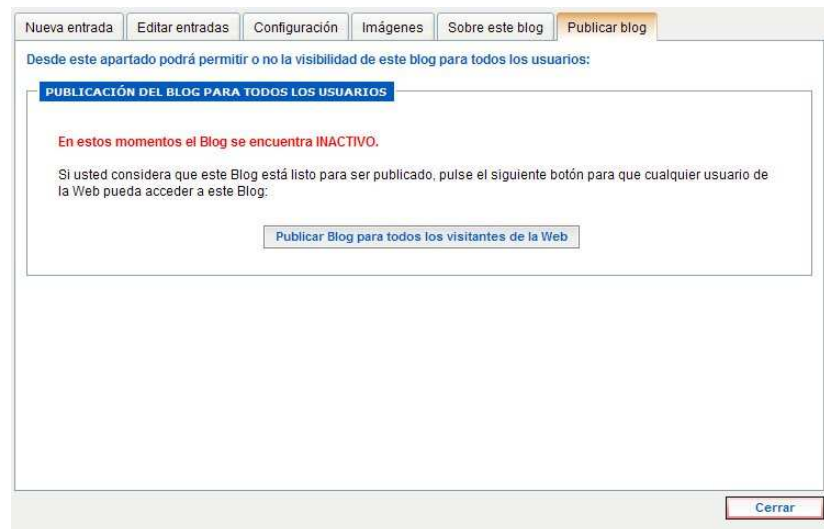 Nueva entrada Editar entradas Configuración Imágenes Sobre este blog Publicar blog
Desde este apartado podrá permitir o no la visibilidad de este blog para todos los usuarios:
PUBLICACIÓN DEL BLOG PARA TODOS LOS USUARIOS
En estos momentos el Blog se encuentra INACTIVO.
Si usted considera que este Blog está listo para ser publicado, pulse el siguiente botón para que cualquier usuario de
la Web pueda acceder a este Blog:
Publicar Blog para todos los visitantes de la Web
Cerrar